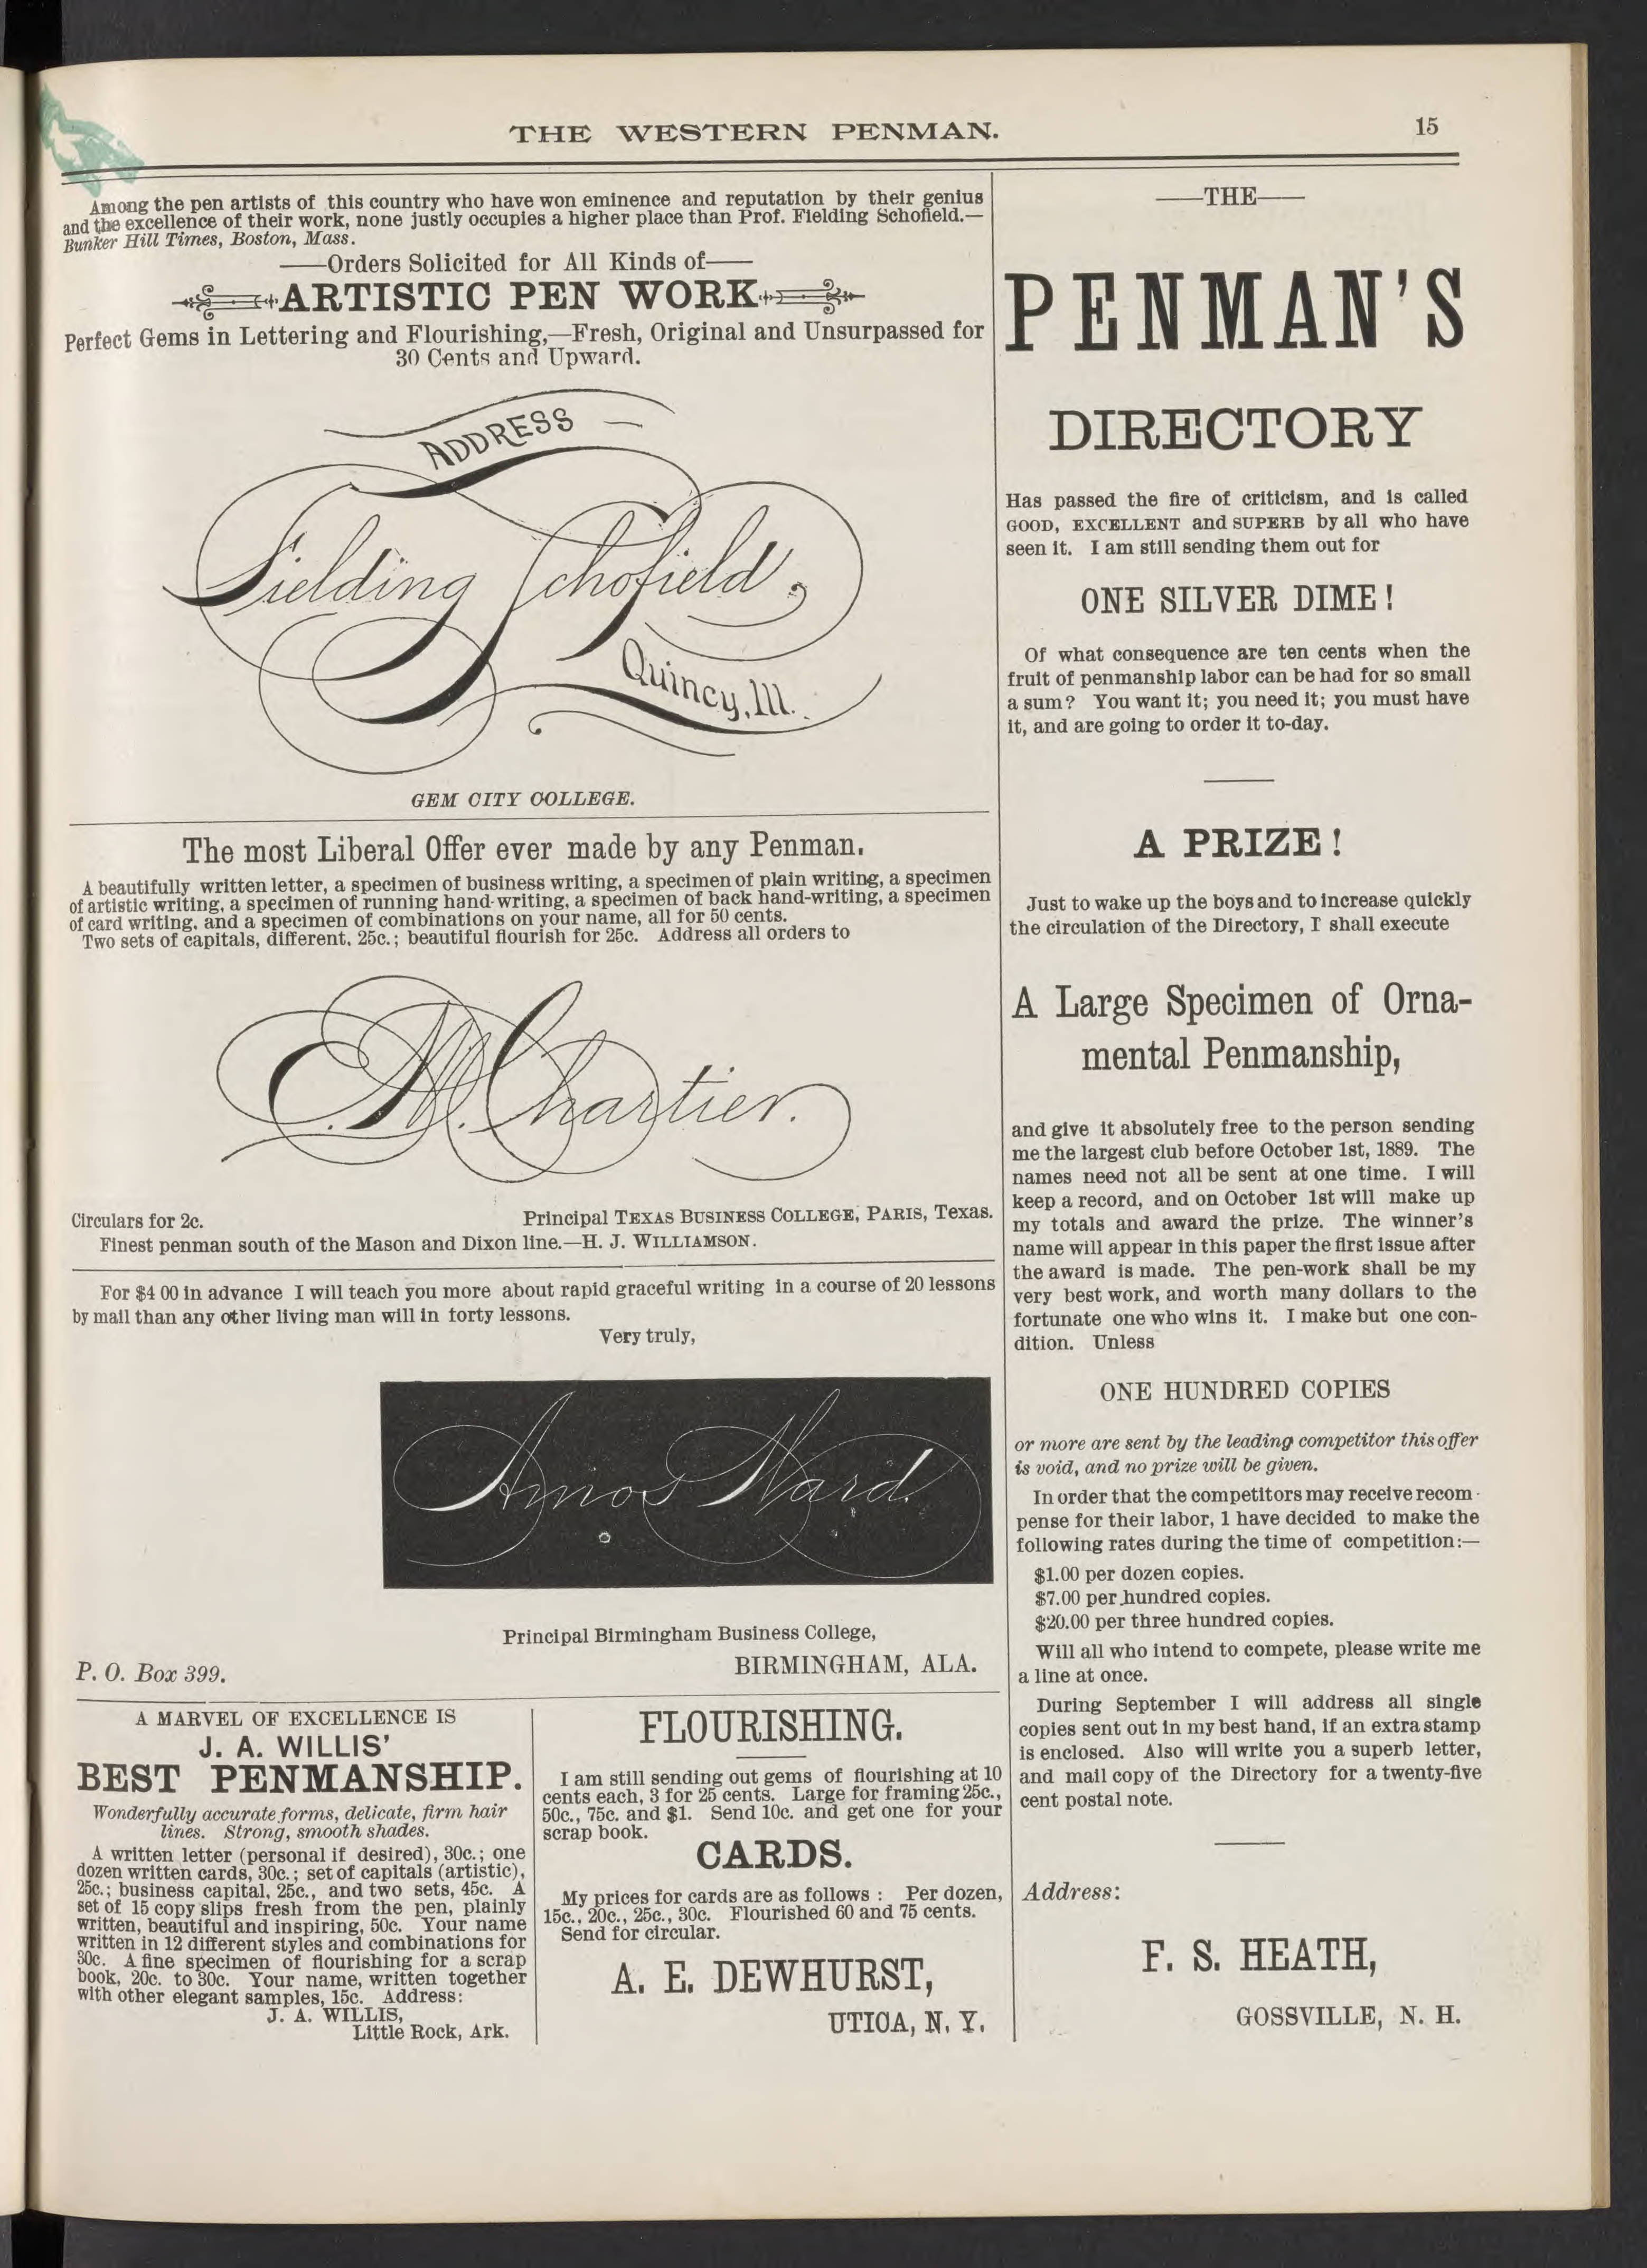 THE WESTERN PENMAN.
15
Among the pen artists of this country who have won eminence and reputation by their genius
and the excellence of their work, none justly occupies a higher place than Prof. Fielding Schofield.—
Bunker Hill Times, Boston, Mass.
——Orders Solicited for All Kinds of——
ARTISTIC PEN WORK
Perfect Gems in Lettering and Flourishing,—Fresh, Original and Unsurpassed for
30 Cents and Upward.
ADDRESS
Fielding Schofield,
Quincy, Ill.
GEM CITY COLLEGE.
The most Liberal Offer ever made by any Penman.
A beautifully written letter, a specimen of business writing, a specimen of plain writing, a specimen
of artistic writing, a specimen of running hand-writing, a specimen of back hand-writing, a specimen
of card writing, and a specimen of combinations on your name, all for 50 cents.
Two sets of capitals, different, 25c.; beautiful flourish for 25c. Address all orders to
C. M. Chartier.
Circulars for 2c.
Principal TEXAS BUSINESS COLLEGE, PARIS, Texas.
Finest penman south of the Mason and Dixon line.—H. J. WILLIAMSON.
For $4 00 in advance I will teach you more about rapid graceful writing in a course of 20 lessons
by mail than any other living man will in forty lessons.
Very truly,
Amos Ward.
Principal Birmingham Business College,
P. O. Box 399.
BIRMINGHAM, ALA.
A MARVEL OF EXCELLENCE IS
J. A. WILLIS'
BEST PENMANSHIP.
Wonderfully accurate forms, delicate, firm hair
lines. Strong, smooth shades.
A written letter (personal if desired), 30c.; one
dozen written cards, 30c.; set of capitals (artistic),
25c.; business capital, 25c., and two sets, 45c. A
set of 15 copy slips fresh from the pen, plainly
written, beautiful and inspiring, 50c. Your name
written in 12 different styles and combinations for
30c. A fine specimen of flourishing for a scrap
book, 20c. to 30c. Your name, written together
with other elegant samples, 15c. Address:
J. A. WILLIS,
Little Rock, Ark.
FLOURISHING.
I am still sending out gems of flourishing at 10
cents each, 3 for 25 cents. Large for framing 25c.,
50c., 75c. and $1. Send 10c. and get one for your
scrap book.
CARDS.
My prices for cards are as follows : Per dozen,
15c., 20c., 25c., 30c. Flourished 60 and 75 cents.
Send for circular.
A. E. DEWHURST,
UTICA, N. Y.
——THE——
PENMAN'S
DIRECTORY
Has passed the fire of criticism, and is called
GOOD, EXCELLENT and SUPERB by all who have
seen it. I am still sending them out for
ONE SILVER DIME!
Of what consequence are ten cents when the
fruit of penmanship labor can be had for so small
a sum? You want it; you need it; you must have
it, and are going to order it to-day.
A PRIZE!
Just to wake up the boys and to increase quickly
the circulation of the Directory, I shall execute
A Large Specimen of Orna-
mental Penmanship,
and give it absolutely free to the person sending
me the largest club before October 1st, 1889. The
names need not all be sent at one time. I will
keep a record, and on October 1st will make up
my totals and award the prize. The winner's
name will appear in this paper the first issue after
the award is made. The pen-work shall be my
very best work, and worth many dollars to the
fortunate one who wins it. I make but one con-
dition. Unless
ONE HUNDRED COPIES
or more are sent by the leading competitor this offer
is void, and no prize will be given.
In order that the competitors may receive recom-
pense for their labor, I have decided to make the
following rates during the time of competition:—
$1.00 per dozen copies.
$7.00 per hundred copies.
$20.00 per three hundred copies.
Will all who intend to compete, please write me
a line at once.
During September I will address all single
copies sent out in my best hand, if an extra stamp
is enclosed. Also will write you a superb letter,
and mail copy of the Directory for a twenty-five
cent postal note.
Address:
F. S. HEATH,
GOSSVILLE, N. H.